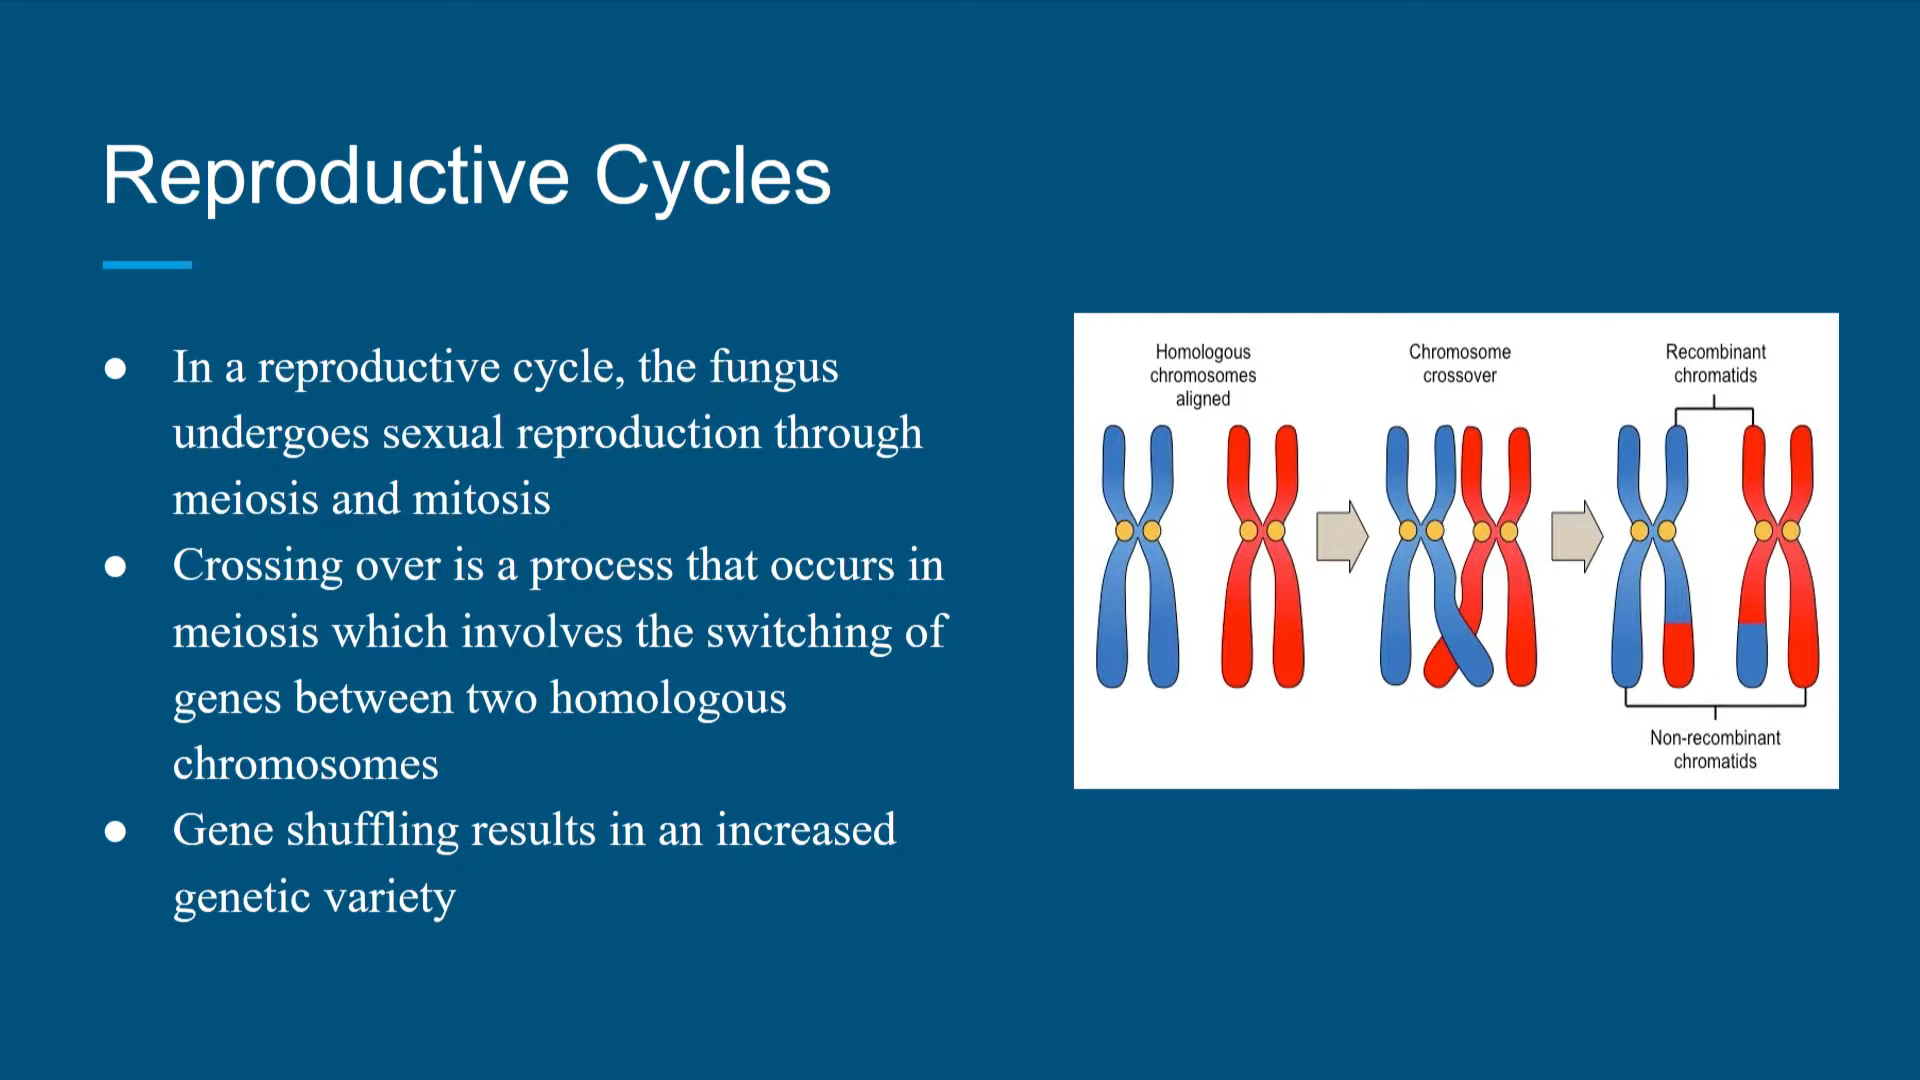 Reproductive Cycles
● In a reproductive cycle, the fungus
undergoes sexual reproduction through
meiosis and mitosis
● Crossing over is a process that occurs in
meiosis which involves the switching of
genes between two homologous
chromosomes
● Gene shuffling results in an increased
genetic variety
Homologous
chromosomes
aligned
Chromosome
crossover
Recombinant
chromatids
Non-recombinant
chromatids